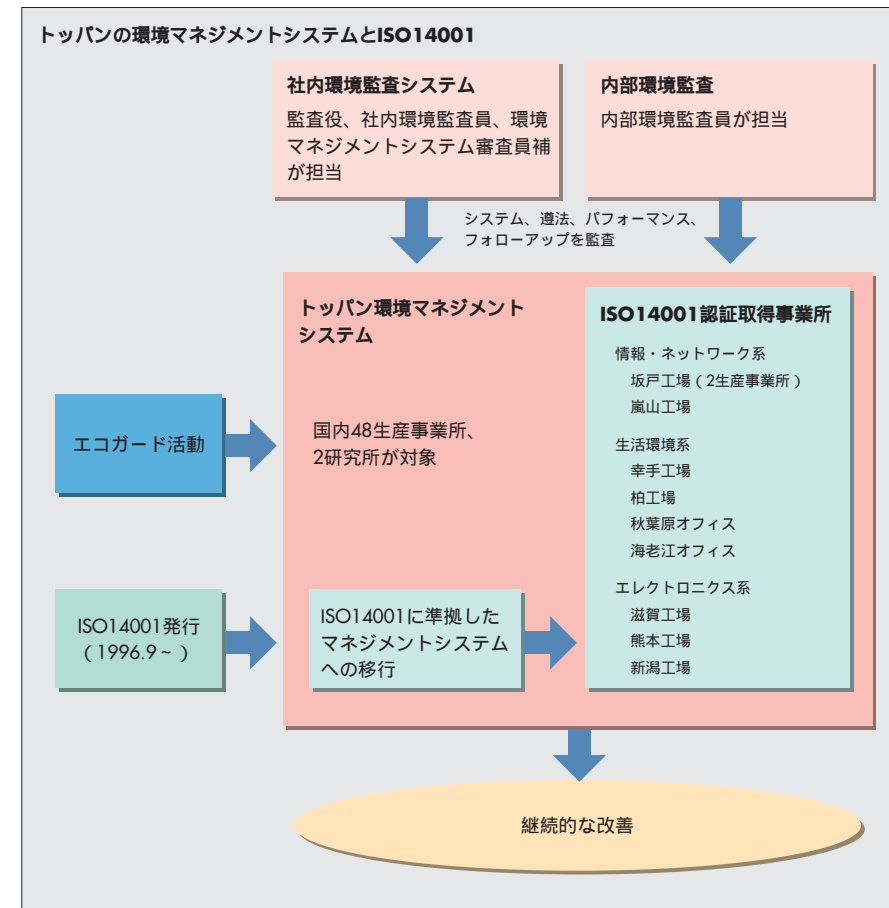 トッパンの環境マネジメントシステムとISO14001
社内環境監査システム
監査役、社内環境監査員、環境
マネジメントシステム審査員補
が担当
内部環境監査
内部環境監査員が担当
システム、遵法、パフォーマンス、
フォローアップを監査
トッパン環境マネジメント
システム
国内48生産事業所、
2研究所が対象
エコガード活動
ISO14001発行
(1996.9~)
ISO14001に準拠した
マネジメントシステム
への移行
ISO14001認証取得事業所
情報・ネットワーク系
坂戸工場(2生産事業所)
嵐山工場
生活環境系
幸手工場
柏工場
秋葉原オフィス
海老江オフィス
エレクトロニクス系
滋賀工場
熊本工場
新潟工場
継続的な改善